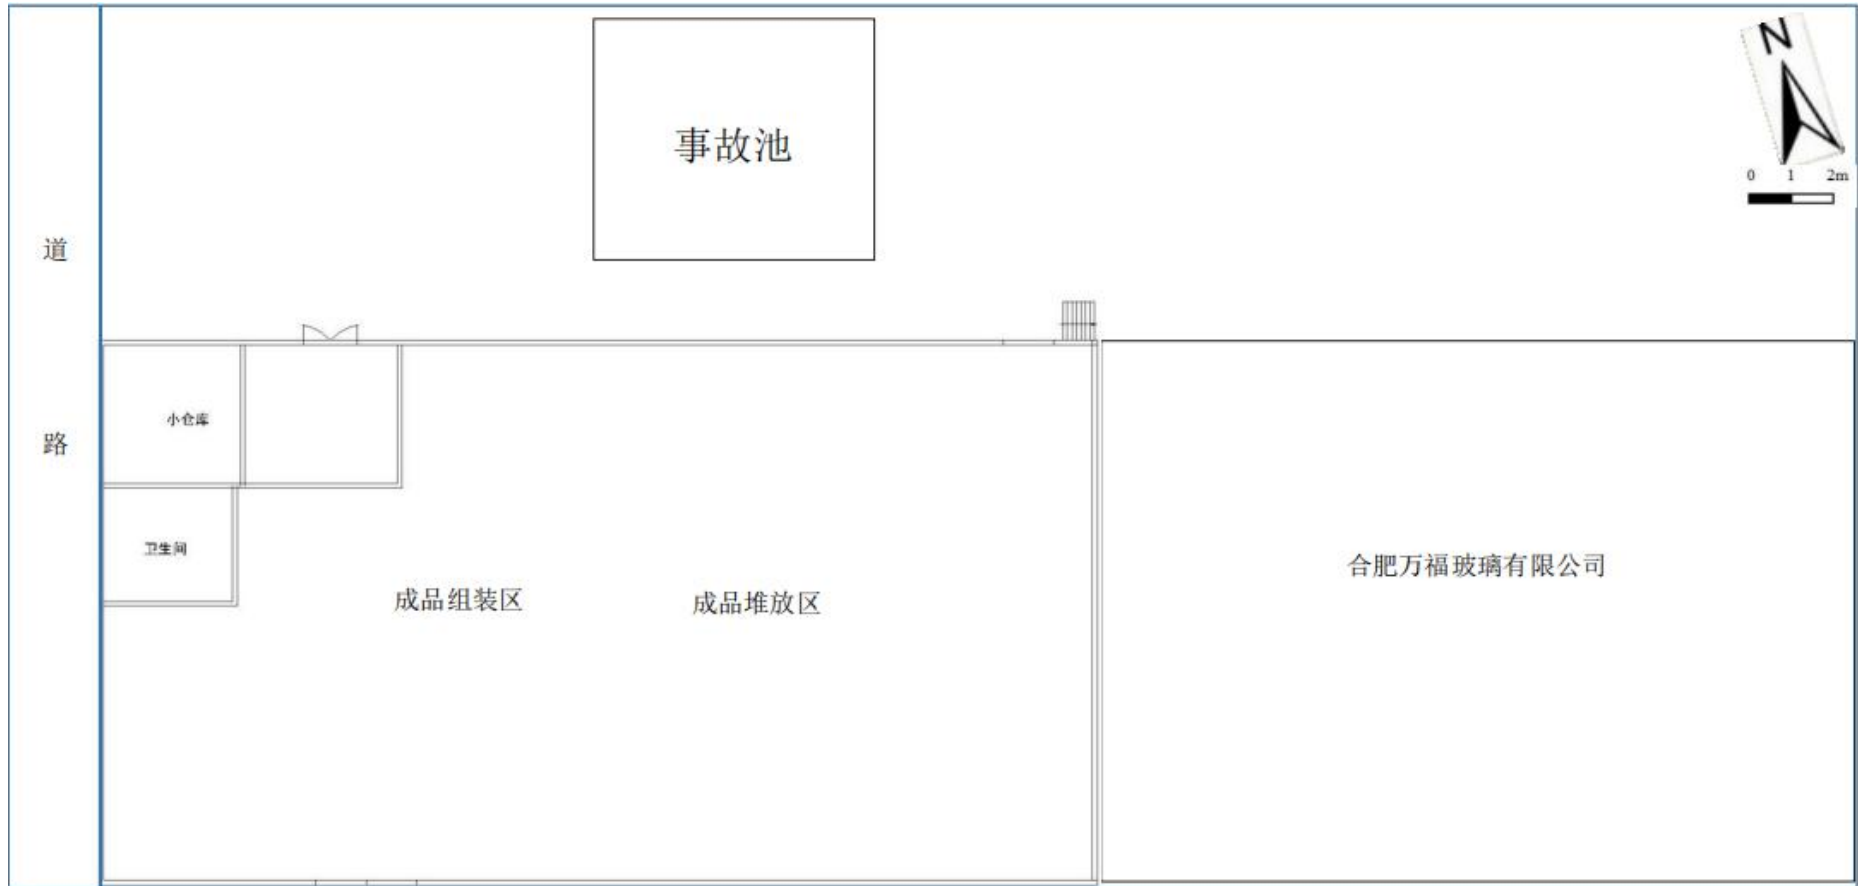 N
事故池
0 1 2m
道
路
小仓库
卫生间
成品组装区
成品堆放区
合肥万福玻璃有限公司